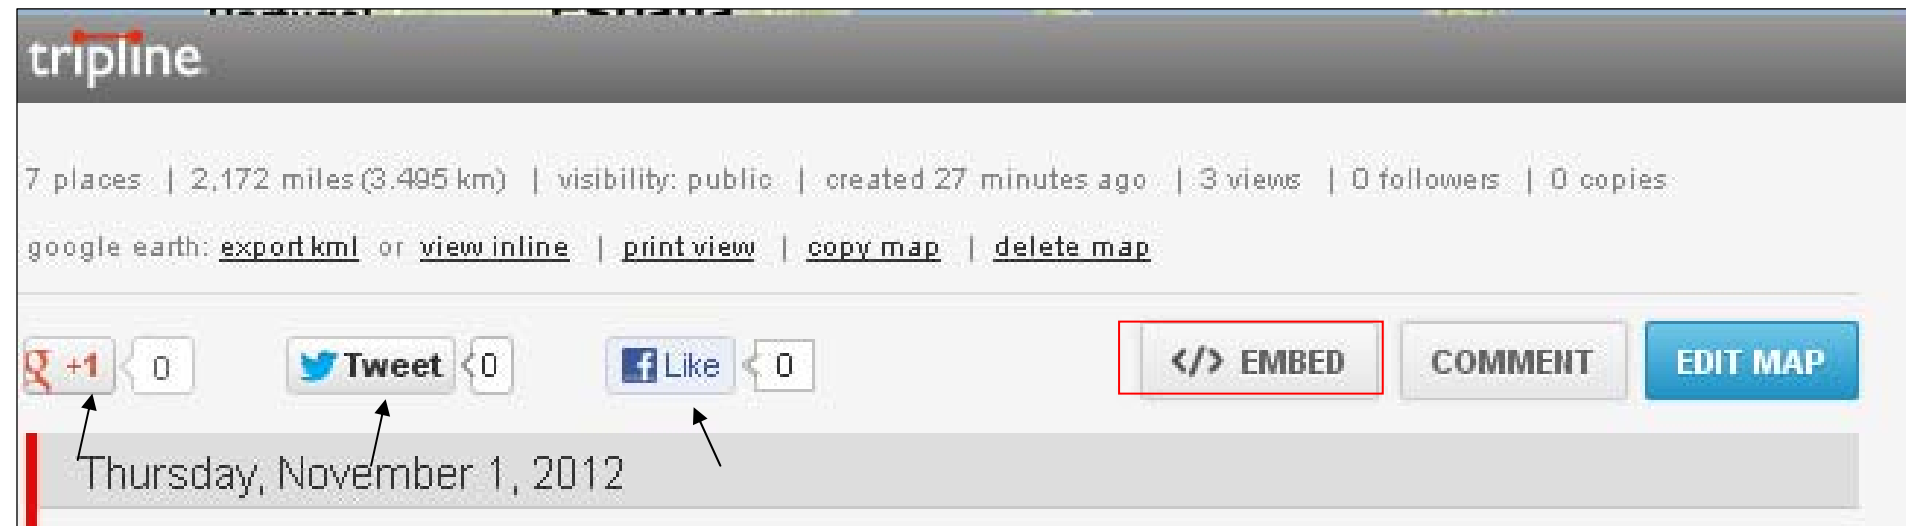 tripline
7 places | 2,172 miles (3.495 km) | visibility: public | created 27 minutes ago | 3 views | 0 followers | 0 copies
google earth: export kml or view inline | print view | copy map | delete map
g +1 0 Tweet 0 f Like 0 </> EMBED COMMENT EDIT MAP
Thursday, November 1, 2012